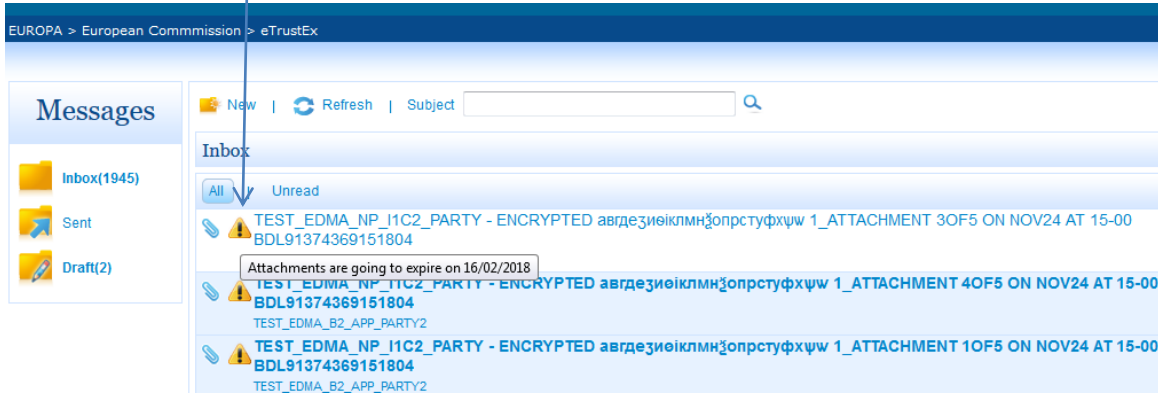 EUROPA > European Commmission > eTrustEx
Messages
New | Refresh | Subject
Inbox
Inbox(1945)
All | Unread
Sent
TEST_EDMA_NP_I1C2_PARTY - ENCRYPTED авгдеʒиѳіклмнѯопрстуфхѱѡ 1_ATTACHMENT 3OF5 ON NOV24 AT 15-00
BDL91374369151804
Draft(2)
Attachments are going to expire on 16/02/2018
TEST_EDMA_NP_I1C2_PARTY - ENCRYPTED авгдеʒиѳіклмнѯопрстуфхѱѡ 1_ATTACHMENT 4OF5 ON NOV24 AT 15-00
BDL91374369151804
TEST_EDMA_B2_APP_PARTY2
TEST_EDMA_NP_I1C2_PARTY - ENCRYPTED авгдеʒиѳіклмнѯопрстуфхѱѡ 1_ATTACHMENT 1OF5 ON NOV24 AT 15-00
BDL91374369151804
TEST_EDMA_B2_APP_PARTY2